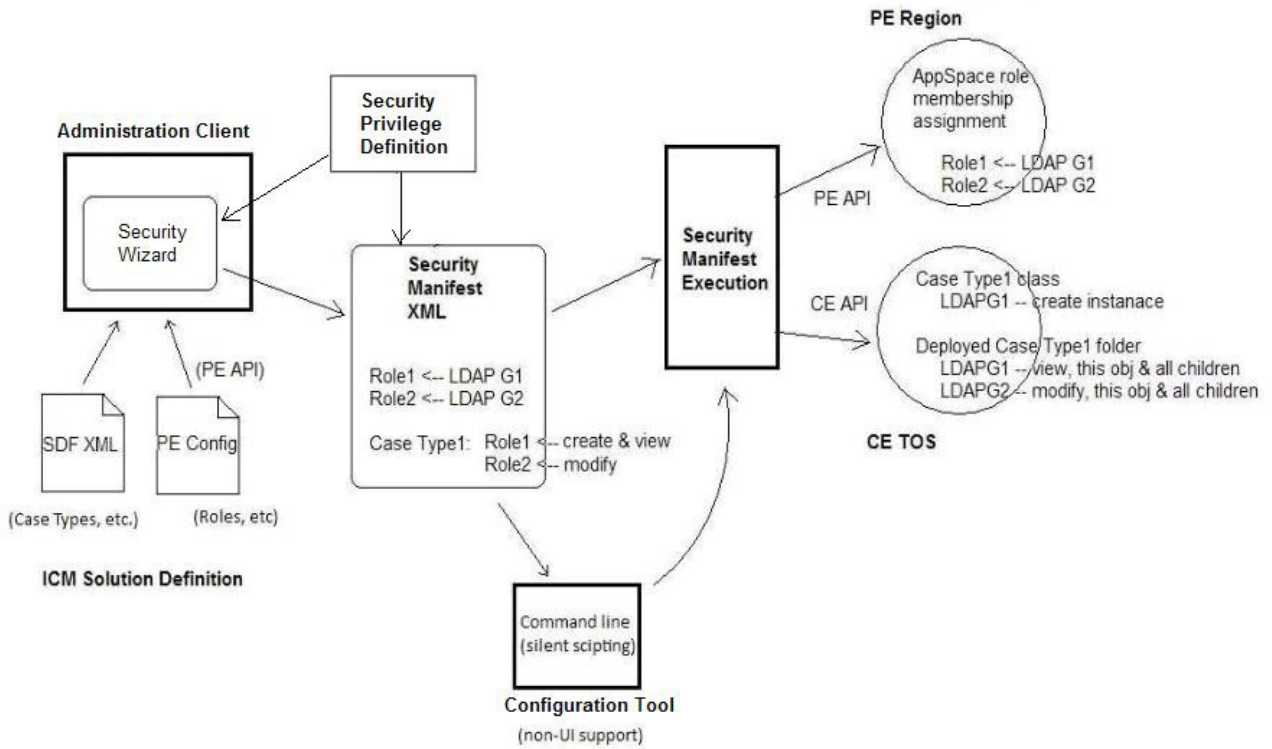 PE Region
AppSpace role
membership
assignment
Role1 <-- LDAP G1
Role2 <-- LDAP G2
PE API
Security
Privilege
Definition
Administration Client
Security
Wizard
Security
Manifest
XML
Role1 <-- LDAP G1
Role2 <-- LDAP G2
Case Type1: Role1 <-- create & view
Role2 <-- modify
Security
Manifest
Execution
CE API
Case Type1 class
LDAPG1 -- create instanace
Deployed Case Type1 folder
LDAPG1 -- view, this obj & all children
LDAPG2 -- modify, this obj & all children
CE TOS
(PE API)
SDF XML
PE Config
(Case Types, etc.)
(Roles, etc)
ICM Solution Definition
Command line
(silent scipting)
Configuration Tool
(non-UI support)